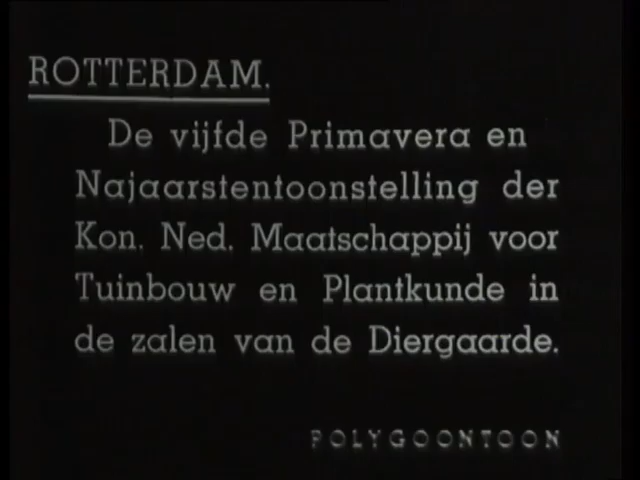 ROTTERDAM.
De vijfde Primavera en
Najaarstentoonstelling der
Kon. Ned. Maatschappij voor
Tuinbouw en Plantkunde in
de zalen van de Diergaarde.
POLYGOONTOON